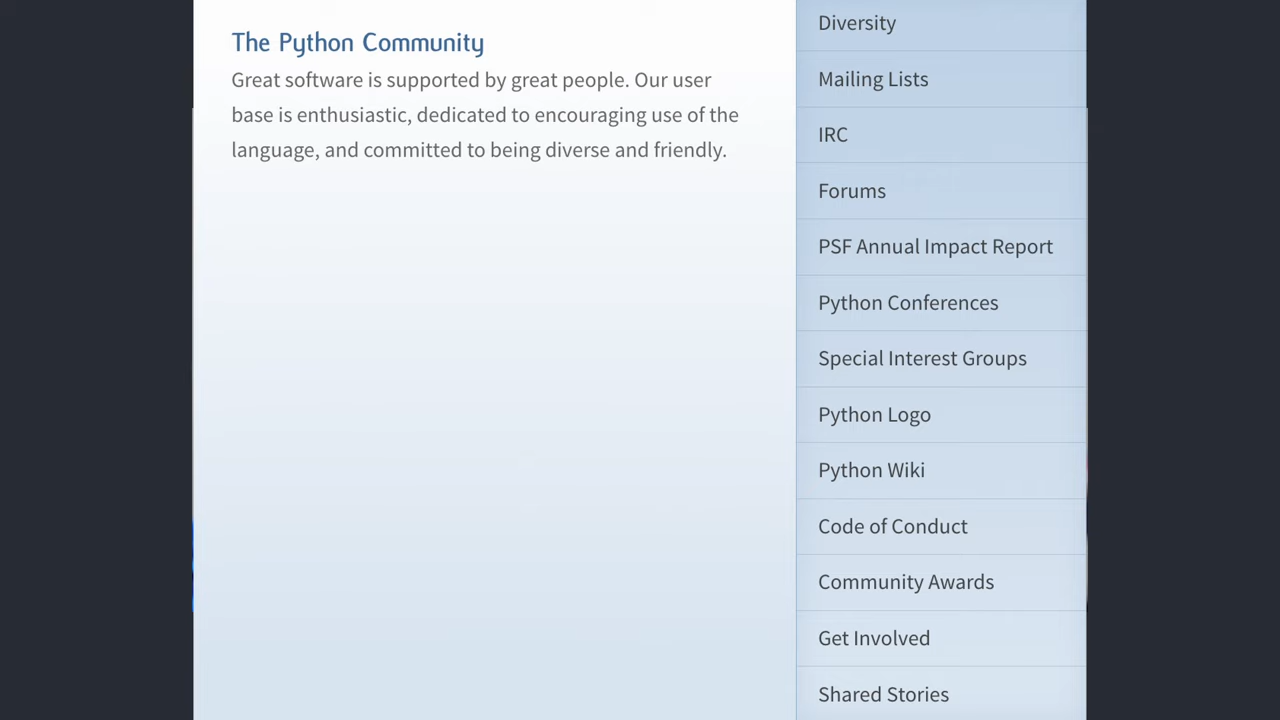 The Python Community
Great software is supported by great people. Our user
base is enthusiastic, dedicated to encouraging use of the
language, and committed to being diverse and friendly.
Diversity
Mailing Lists
IRC
Forums
PSF Annual Impact Report
Python Conferences
Special Interest Groups
Python Logo
Python Wiki
Code of Conduct
Community Awards
Get Involved
Shared Stories